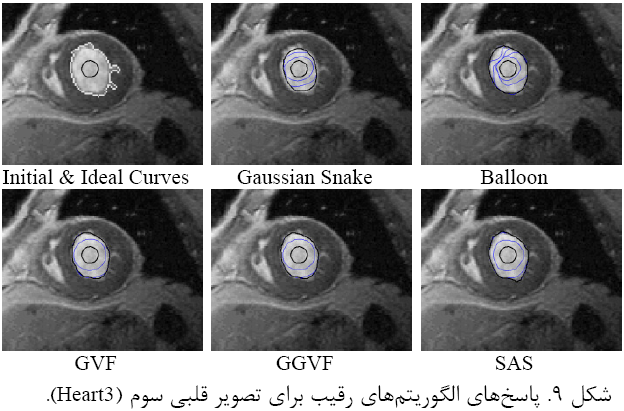 Initial & Ideal Curves Gaussian Snake Balloon
GVF GGVF SAS
شکل ۹. پاسخ‌های الگوریتم‌های رقیب برای تصویر قلبی سوم (Heart3).